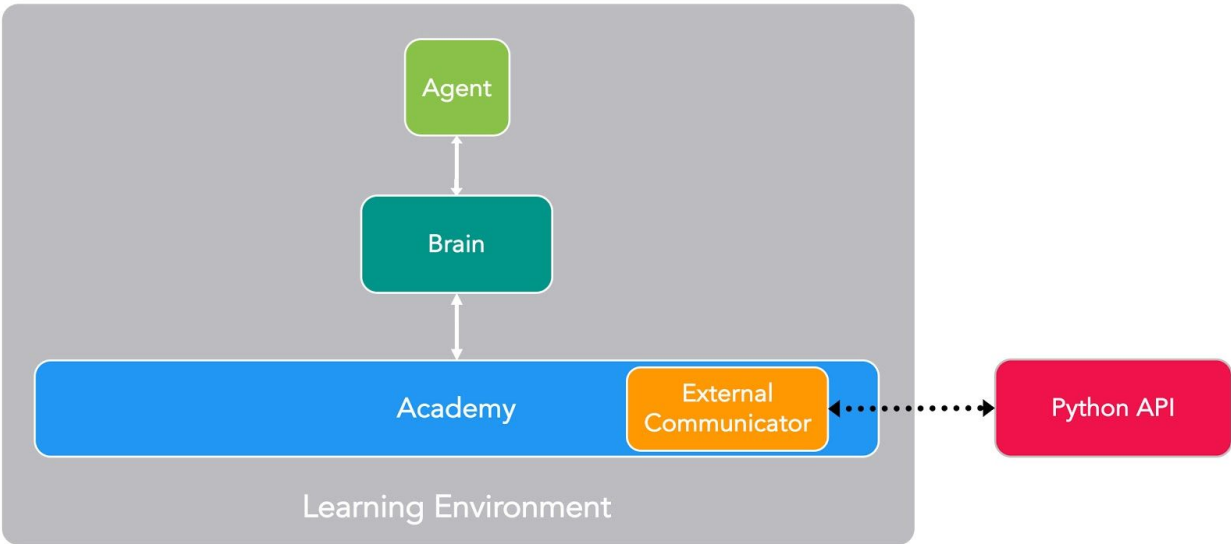 Agent
Brain
Academy
External
Communicator
Python API
Learning Environment